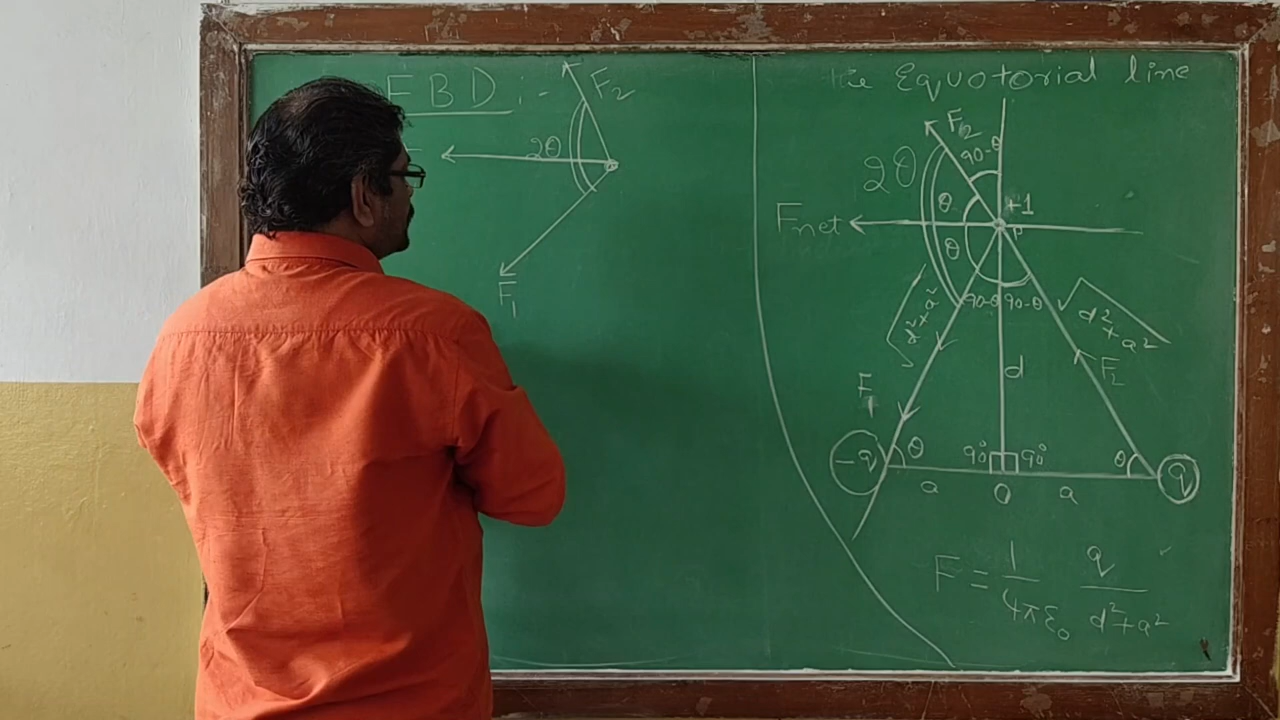 FBD :-
F2
2θ
F1
the Equotorial line
F2
90-θ
2θ
θ
+1
Fnet
P
θ
90-θ 90-θ
√d²+a²
√d²+a²
d
F2
F1
-q
θ
90° 90°
θ
q
a
O
a
F = 1/4πε₀ q/d²+a²